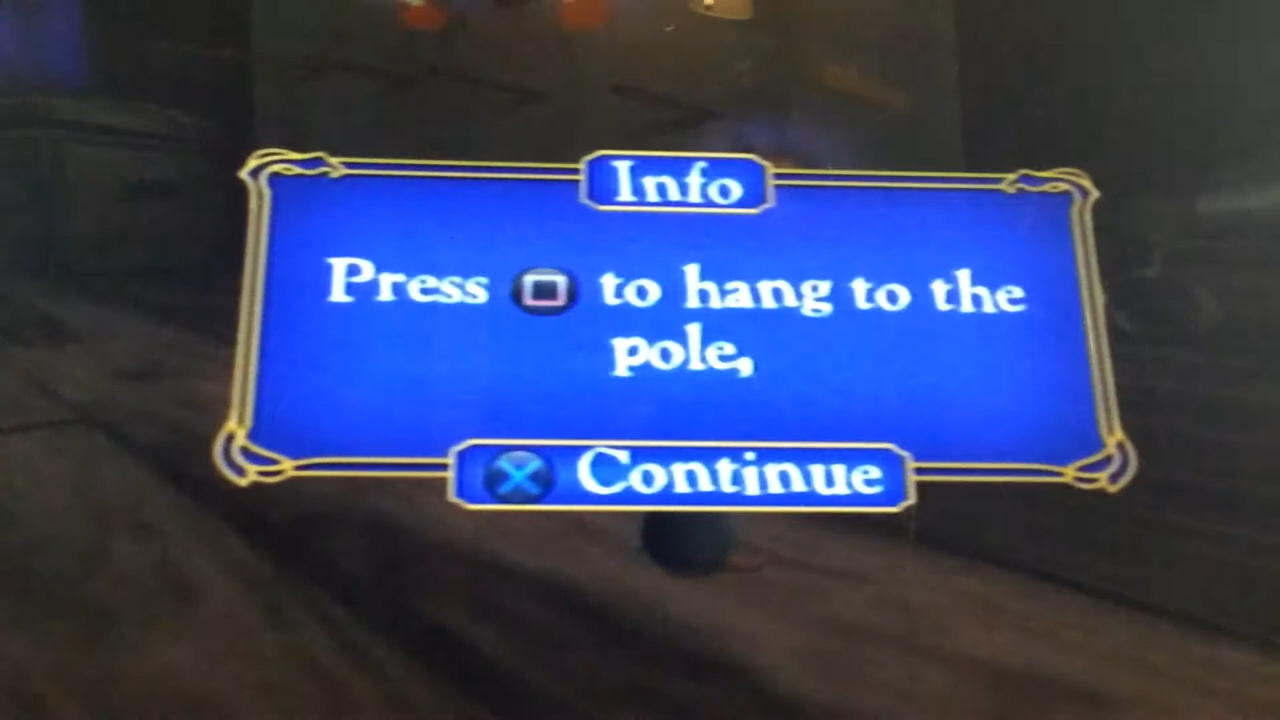 Info
Press to hang to the
pole,
Continue